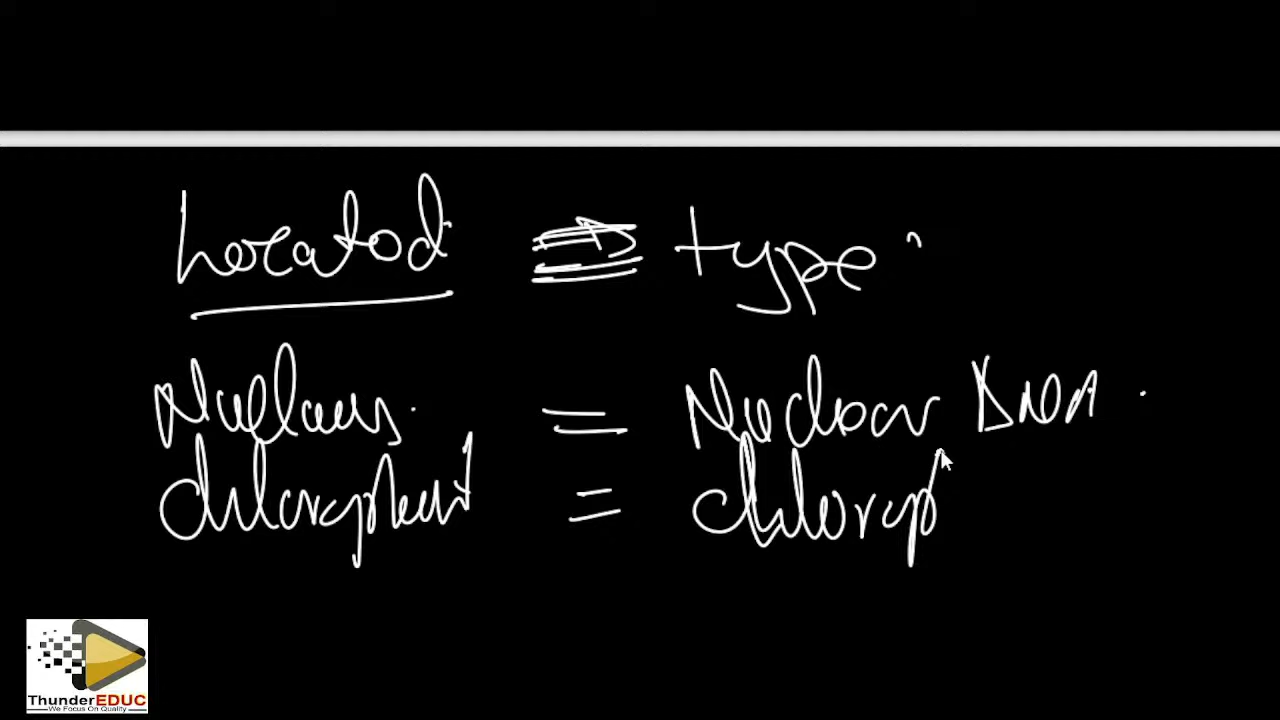 Located ⇒ type
Nucleus = Nuclear DNA.
chloroplast = chlorop
ThunderEDUC
We Focus On Quality